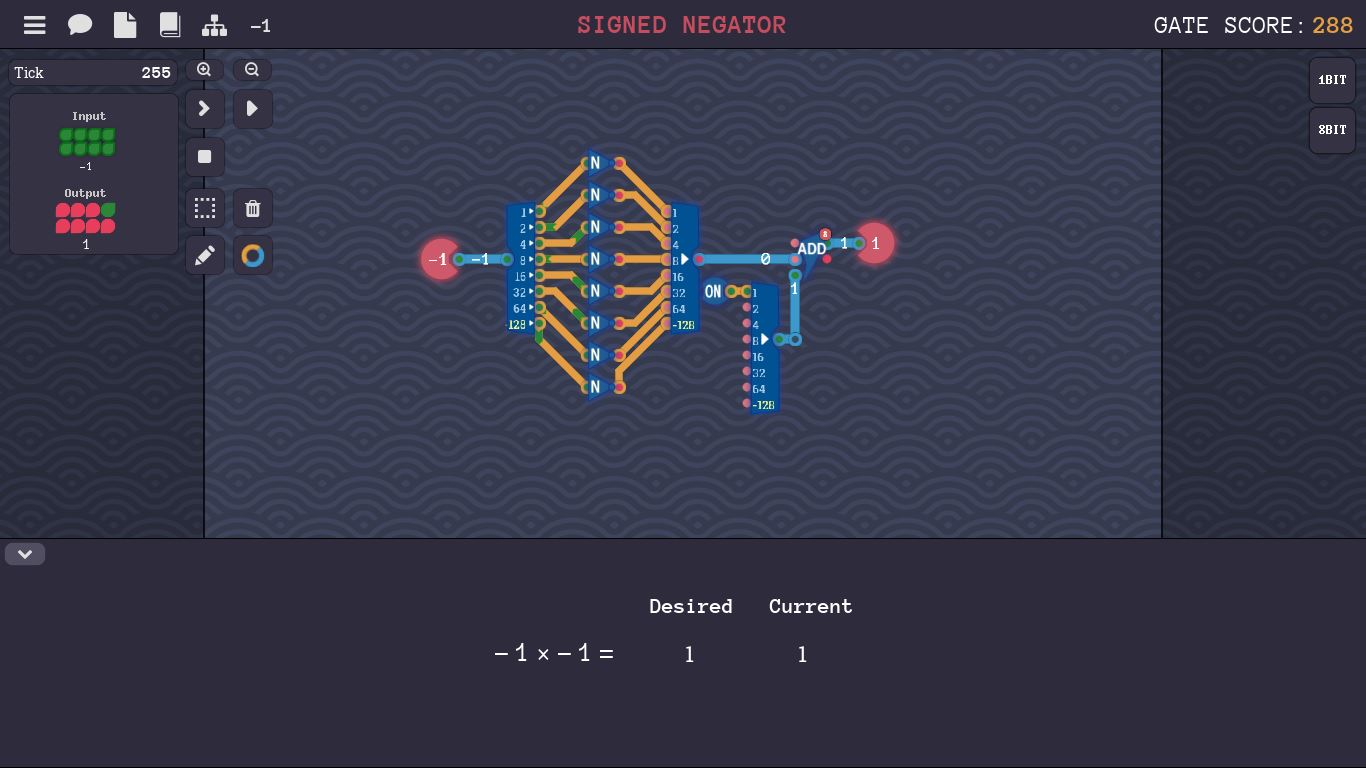 -1
SIGNED NEGATOR
GATE SCORE: 288
Tick 255
Input
-1
Output
1
1BIT
8BIT
-1
-1
1
2
4
8
16
32
64
-128
N
N
N
N
N
N
N
N
1
2
4
8
16
32
64
-128
0
ON
1
2
4
8
16
32
64
-128
1
8
ADD
1
1
Desired Current
-1 × -1 = 1 1